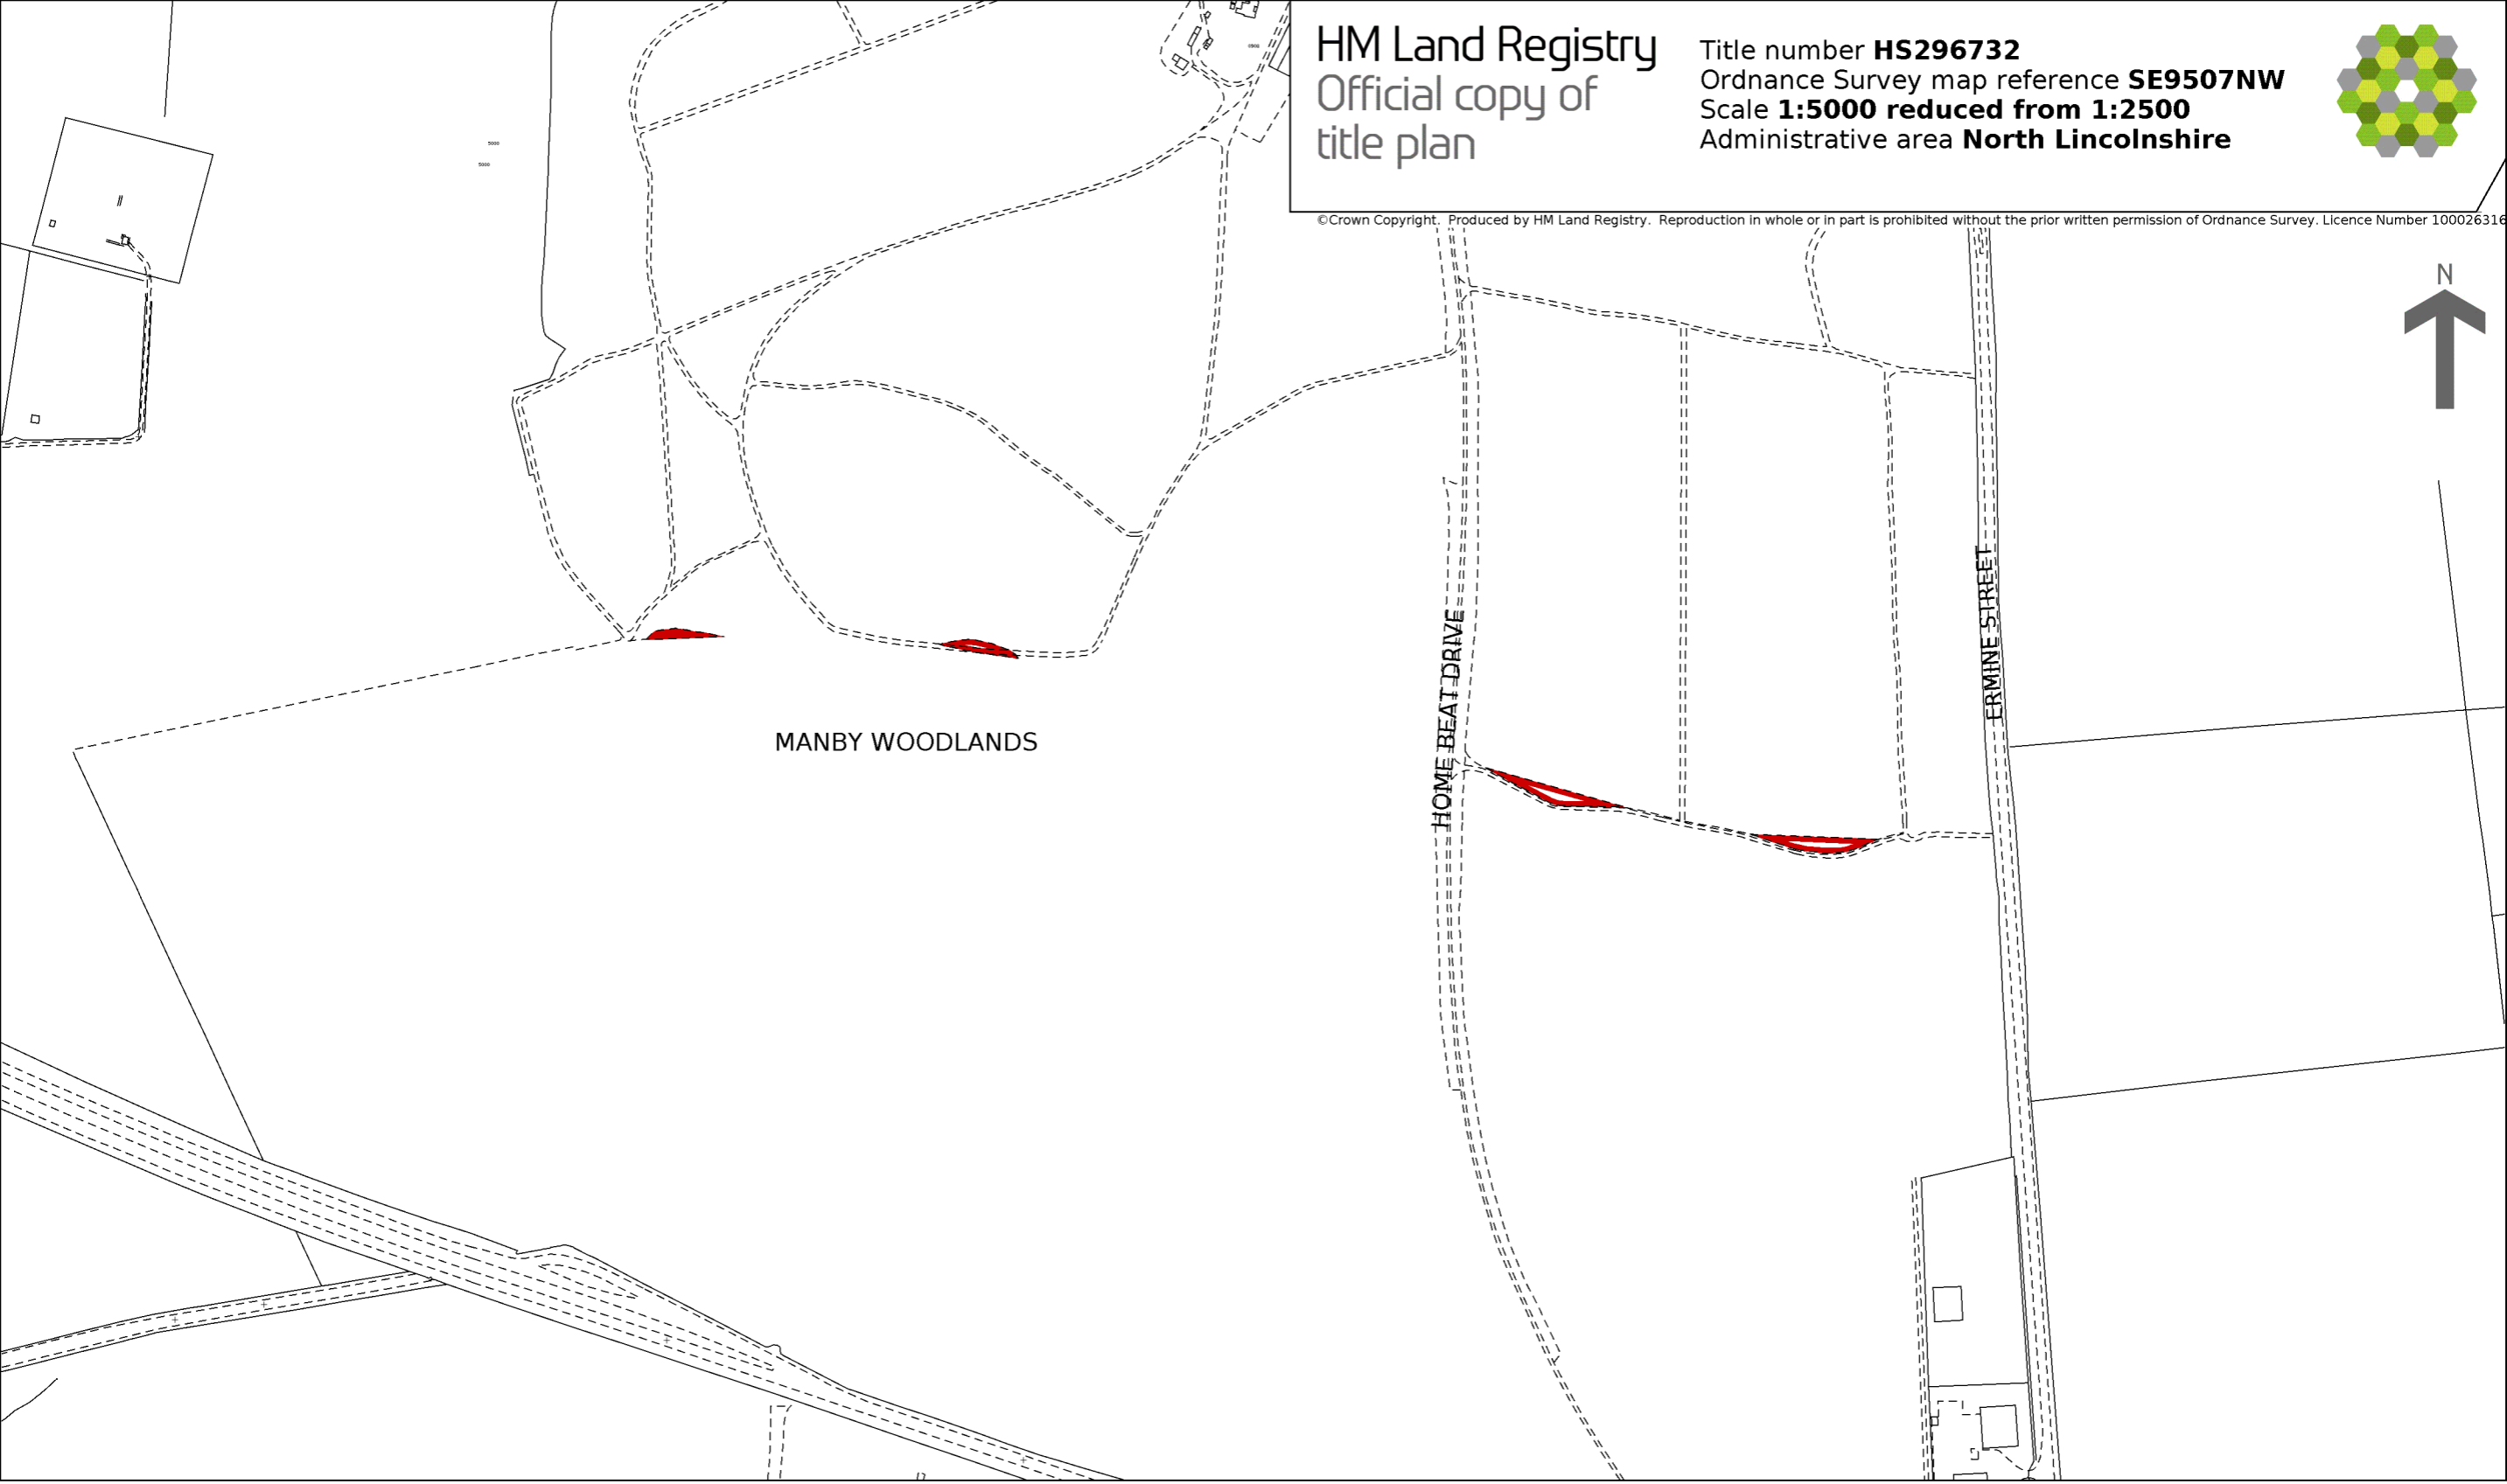 HM Land Registry
Official copy of
title plan
Title number HS296732
Ordnance Survey map reference SE9507NW
Scale 1:5000 reduced from 1:2500
Administrative area North Lincolnshire
©Crown Copyright. Produced by HM Land Registry. Reproduction in whole or in part is prohibited without the prior written permission of Ordnance Survey. Licence Number 100026316
N
5000
5000
ERMINE STREET
HOME BEAT DRIVE
MANBY WOODLANDS